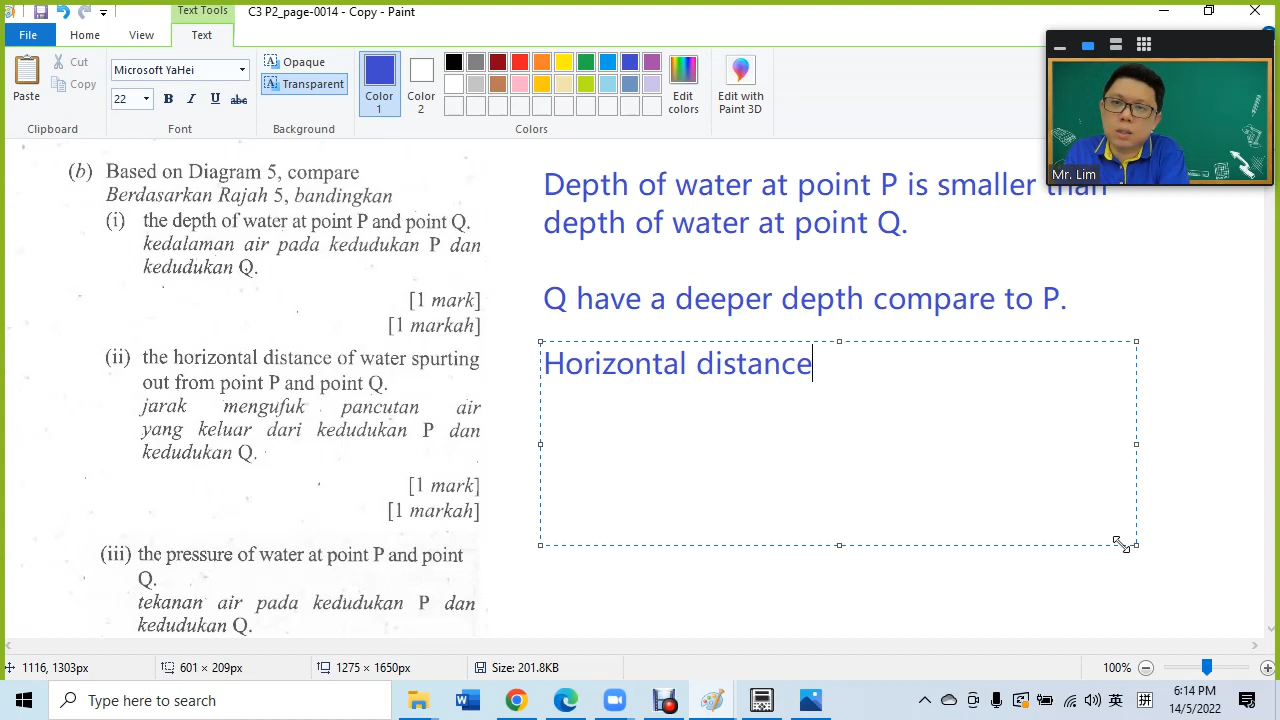 Text Tools
C3 P2_page-0014 - Copy - Paint
File
Home
View
Text
Paste
Cut
Copy
Clipboard
Microsoft YaHei
22
B
I
U
abc
Font
Opaque
Transparent
Background
Color
1
Color
2
Edit
colors
Edit with
Paint 3D
Colors
Mr. Lim
(b) Based on Diagram 5, compare
Berdasarkan Rajah 5, bandingkan
(i) the depth of water at point P and point Q.
kedalaman air pada kedudukan P dan
kedudukan Q.
[1 mark]
[1 markah]
(ii) the horizontal distance of water spurting
out from point P and point Q.
jarak mengufuk pancutan air
yang keluar dari kedudukan P dan
kedudukan Q.
[1 mark]
[1 markah]
(iii) the pressure of water at point P and point
Q.
tekanan air pada kedudukan P dan
kedudukan Q.
Depth of water at point P is smaller than
depth of water at point Q.
Q have a deeper depth compare to P.
Horizontal distance
1116, 1303px
601 × 209px
1275 × 1650px
Size: 201.8KB
100%
Type here to search
英
拼
6:14 PM
14/5/2022